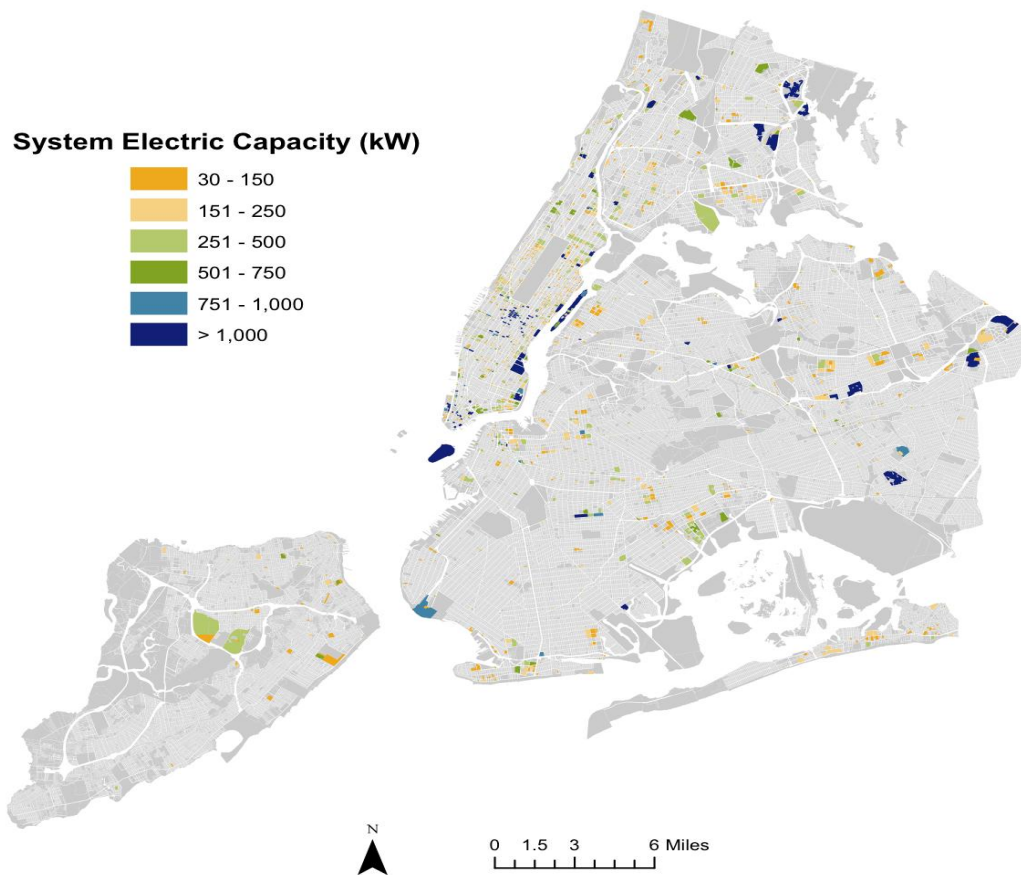 System Electric Capacity (kW)
30 - 150
151 - 250
251 - 500
501 - 750
751 - 1,000
> 1,000
N
0 1.5 3 6 Miles